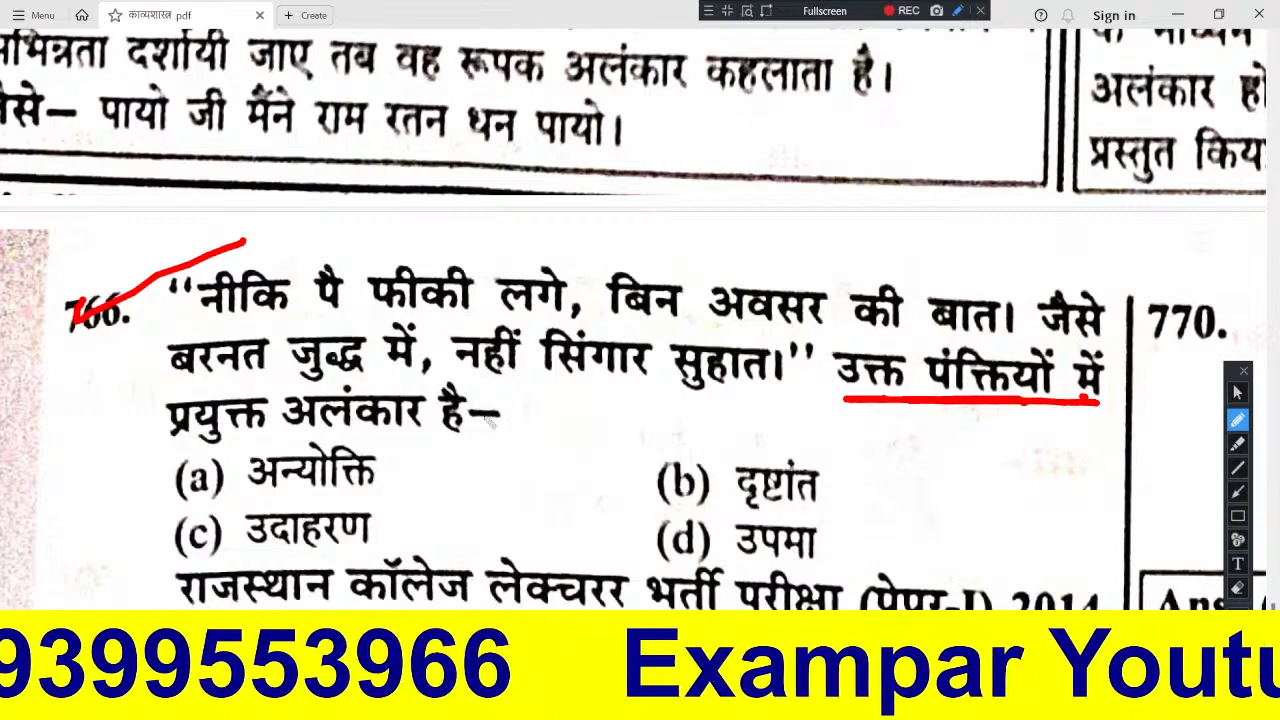 Menu
काव्यशास्त्र pdf
Create
Fullscreen
REC
Sign in
दर्शायी जाए तब वह रूपक अलंकार कहलाता है।
पायो जी मैंने राम रतन धन पायो।
अलंकार
प्रस्तुत
766. “नीकि पै फीकी लगे, बिन अवसर की बात। जैसे
बरनत जुद्ध में, नहीं सिंगार सुहात।” उक्त पंक्तियों में
प्रयुक्त अलंकार है–
(a) अन्योक्ति (b) दृष्टांत
(c) उदाहरण (d) उपमा
राजस्थान कॉलेज लेक्चरर भर्ती परीक्षा (पेपर-I) 2014
770.
9399553966 Exampar